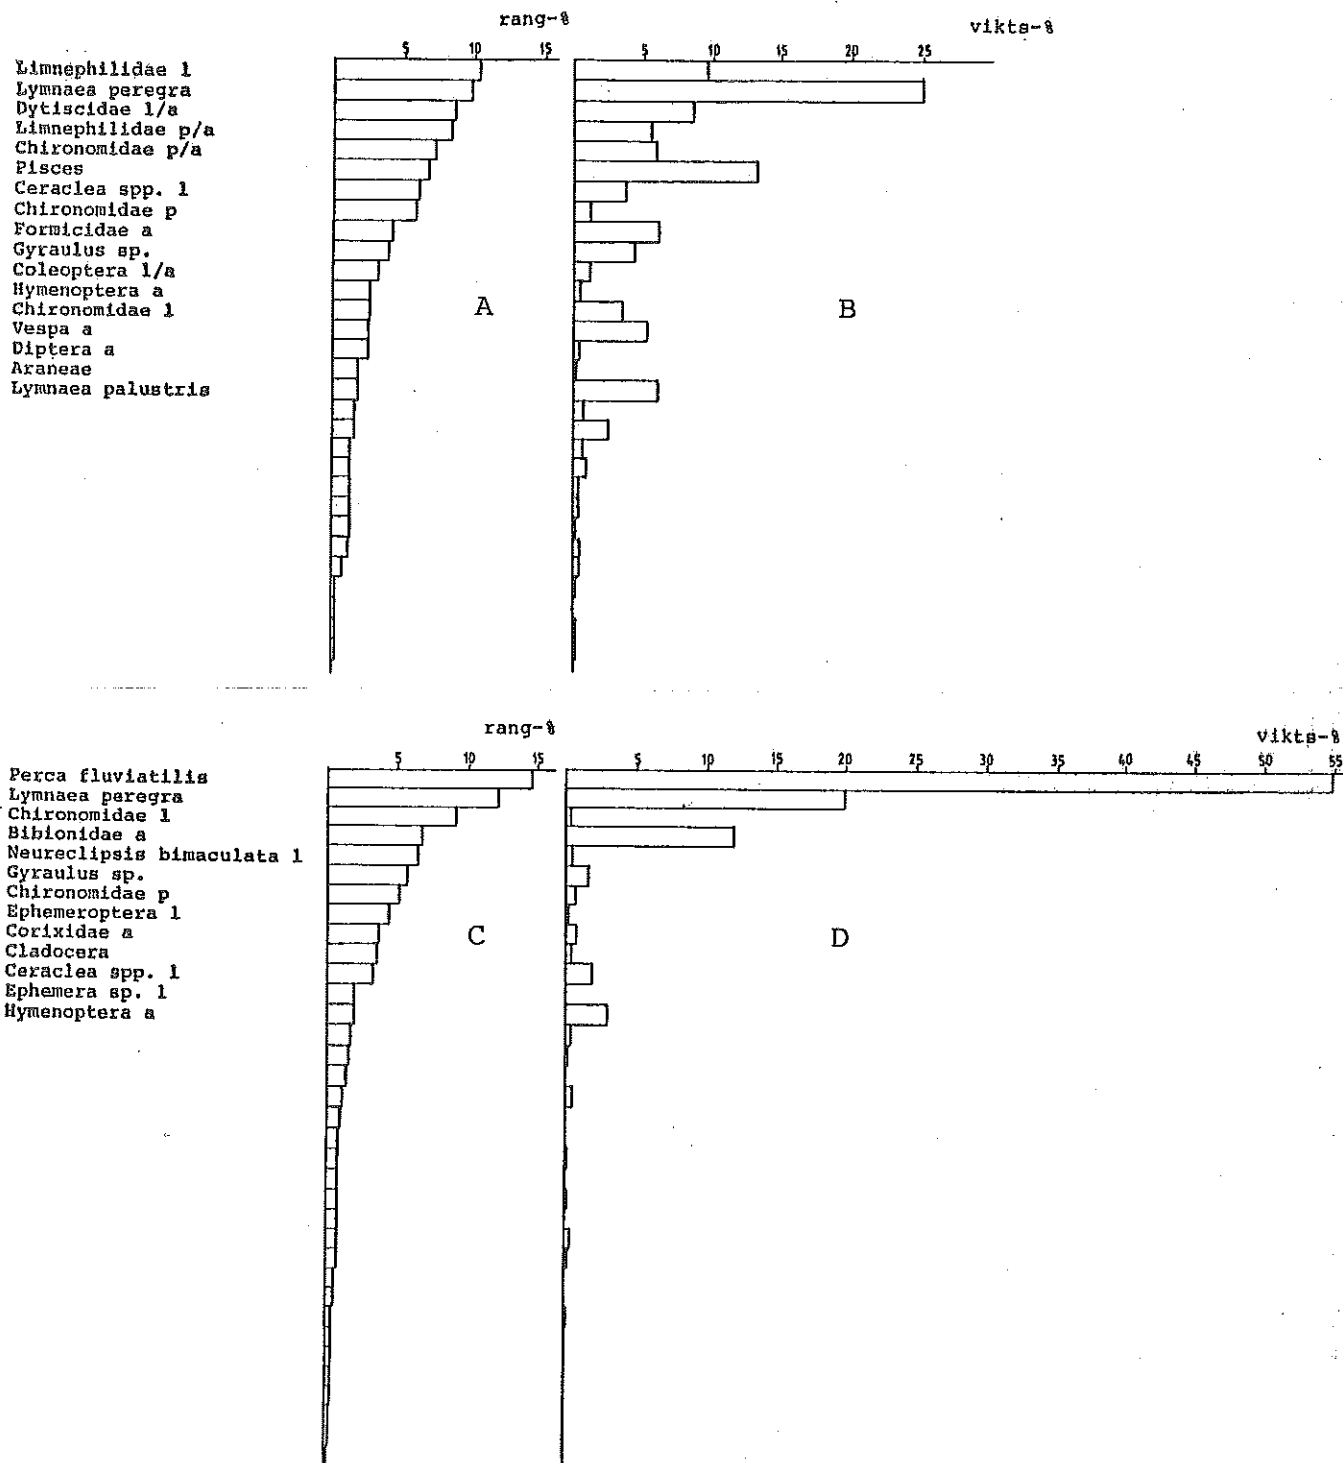 rang-%
vikts-%
5 10 15
5 10 15 20 25
Limnephilidae l
Lymnaea peregra
Dytiscidae l/a
Limnephilidae p/a
Chironomidae p/a
Pisces
Ceraclea spp. l
Chironomidae p
Formicidae a
Gyraulus sp.
Coleoptera l/a
Hymenoptera a
Chironomidae l
Vespa a
Diptera a
Araneae
Lymnaea palustris
A
B
rang-%
vikts-%
5 10 15
5 10 15 20 25 30 35 40 45 50 55
Perca fluviatilis
Lymnaea peregra
Chironomidae l
Bibionidae a
Neureclipsis bimaculata l
Gyraulus sp.
Chironomidae p
Ephemeroptera l
Corixidae a
Cladocera
Ceraclea spp. l
Ephemera sp. l
Hymenoptera a
C
D